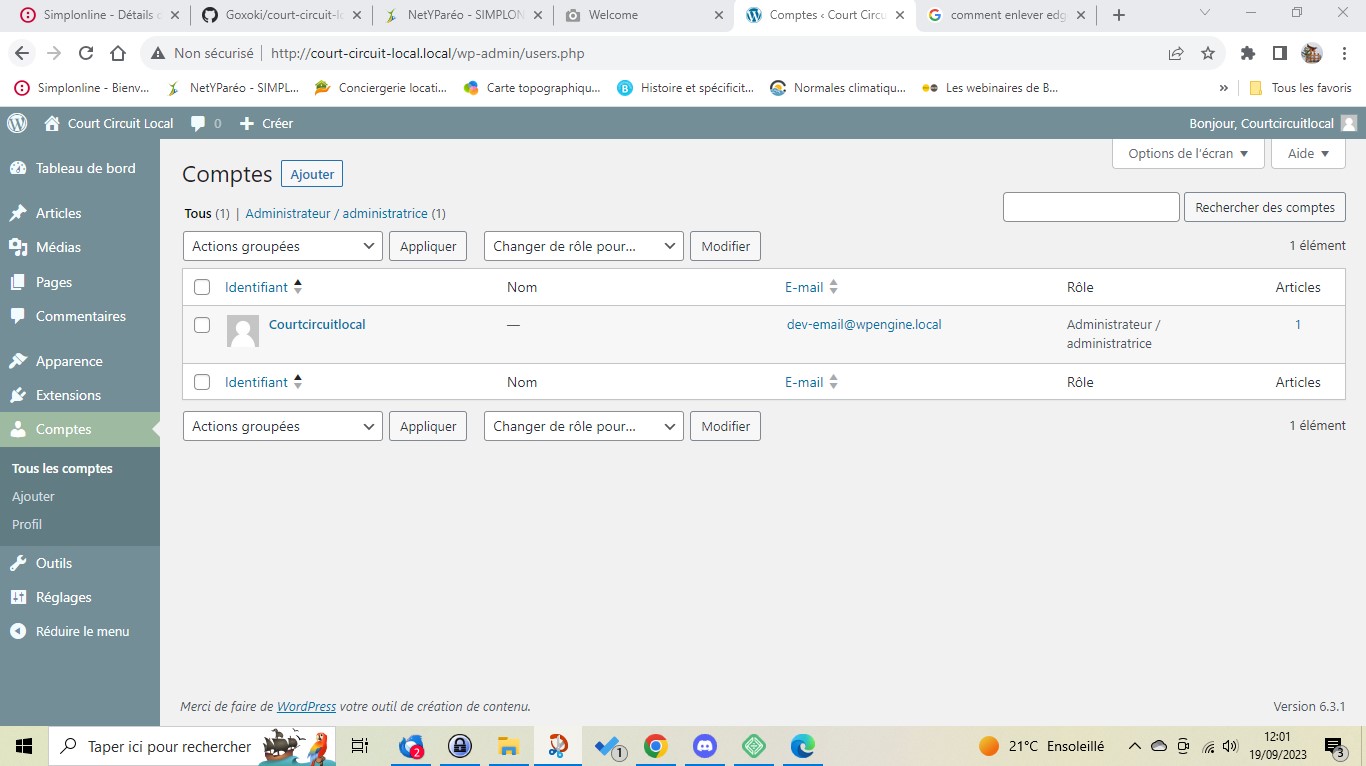 Simplonline - Détails d
Goxoki/court-circuit-lo
NetYParéo - SIMPLON
Welcome
Comptes ‹ Court Circu
comment enlever edg
Non sécurisé
http://court-circuit-local.local/wp-admin/users.php
Simplonline - Bienv...
NetYParéo - SIMPL...
Conciergerie locati...
Carte topographiqu...
Histoire et spécificit...
Normales climatiqu...
Les webinaires de B...
»
Tous les favoris
Court Circuit Local
0
Créer
Bonjour, Courtcircuitlocal
Tableau de bord
Articles
Médias
Pages
Commentaires
Apparence
Extensions
Comptes
Tous les comptes
Ajouter
Profil
Outils
Réglages
Réduire le menu
Options de l'écran
Aide
Comptes
Ajouter
Tous (1) | Administrateur / administratrice (1)
Rechercher des comptes
Actions groupées
Appliquer
Changer de rôle pour...
Modifier
1 élément
Identifiant
Nom
E-mail
Rôle
Articles
Courtcircuitlocal
—
dev-email@wpengine.local
Administrateur /
administratrice
1
Identifiant
Nom
E-mail
Rôle
Articles
Actions groupées
Appliquer
Changer de rôle pour...
Modifier
1 élément
Merci de faire de WordPress votre outil de création de contenu.
Version 6.3.1
Taper ici pour rechercher
2
1
21°C Ensoleillé
12:01
19/09/2023
3